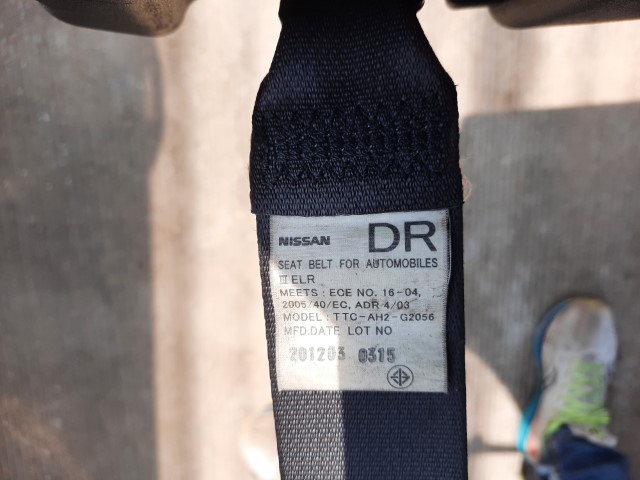 NISSAN DR
SEAT BELT FOR AUTOMOBILES
III ELR
MEETS : ECE NO. 16-04,
2005/40/EC, ADR 4/03
MODEL : TTC-AH2-G2056
MFD.DATE LOT NO
201203 0315